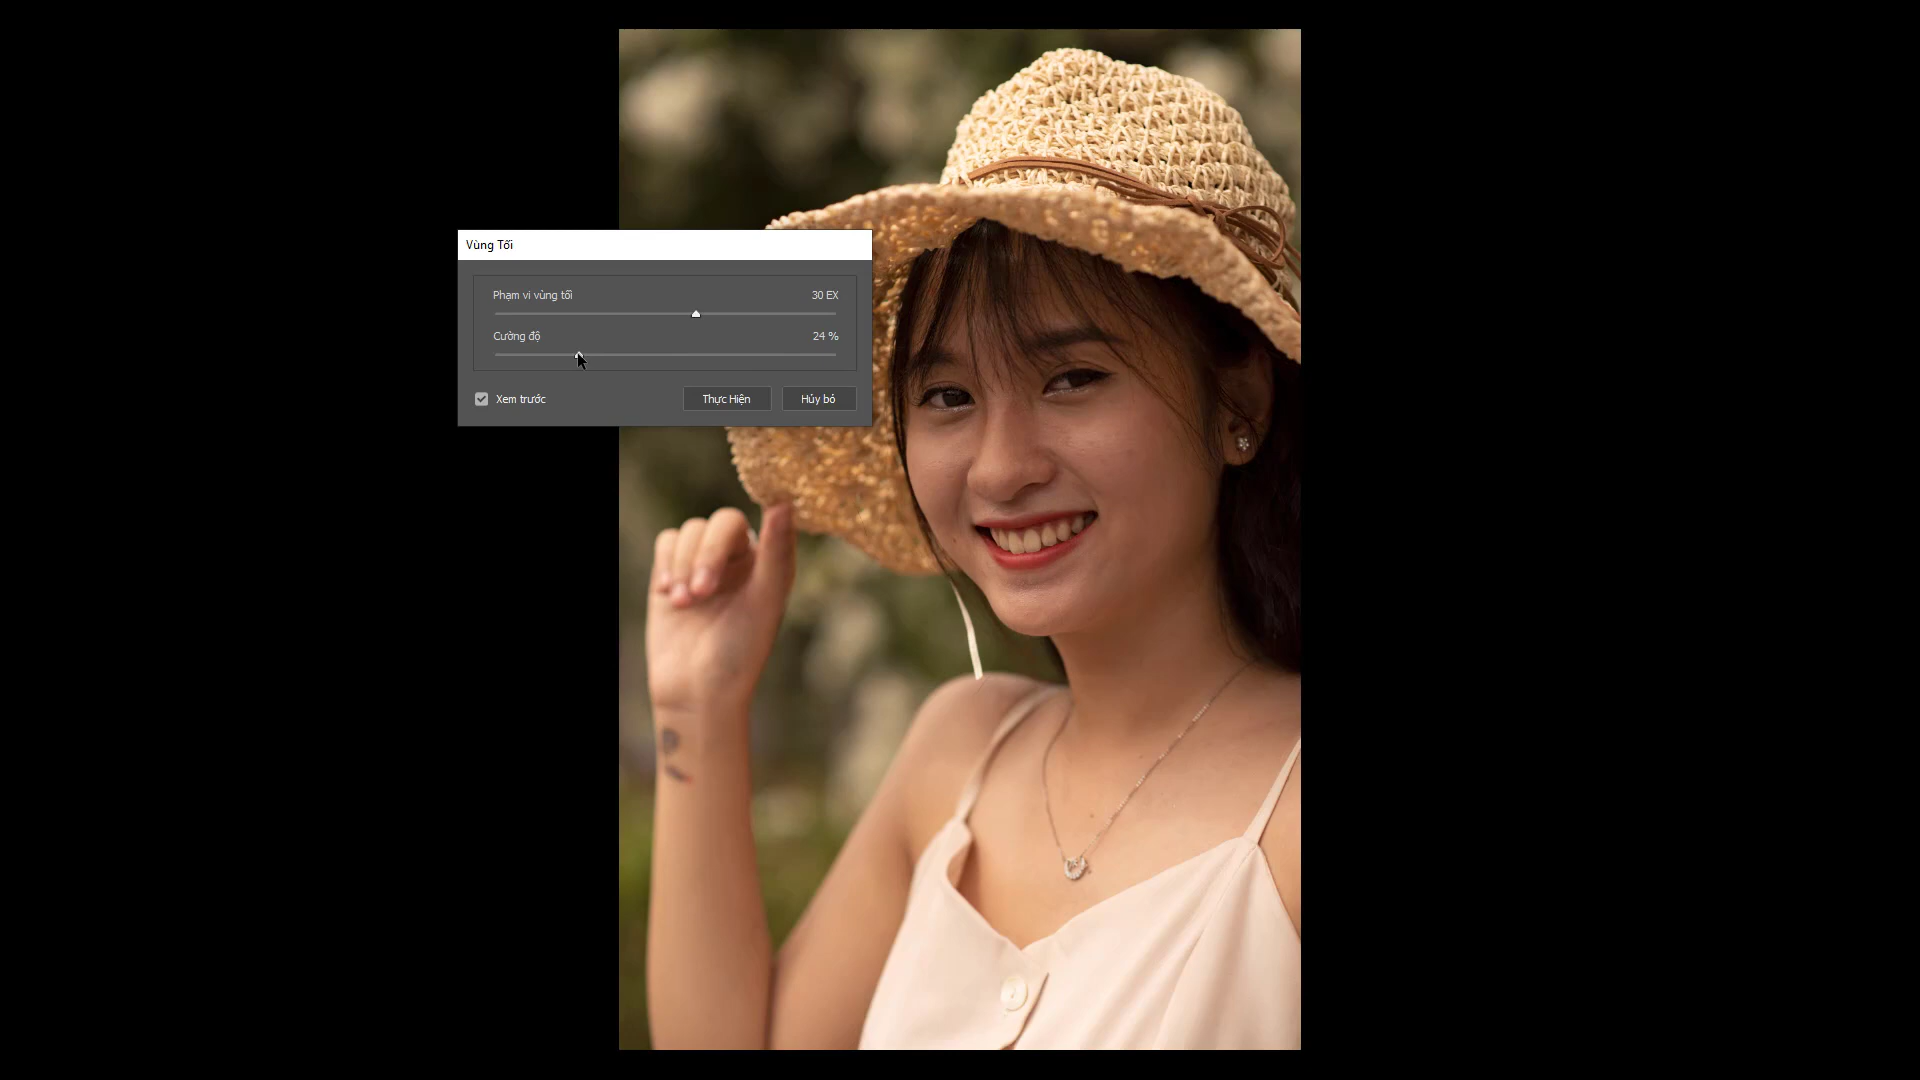 Vùng Tối
Phạm vi vùng tối 30 EX
Cường độ 24 %
Xem trước Thực Hiện Hủy bỏ